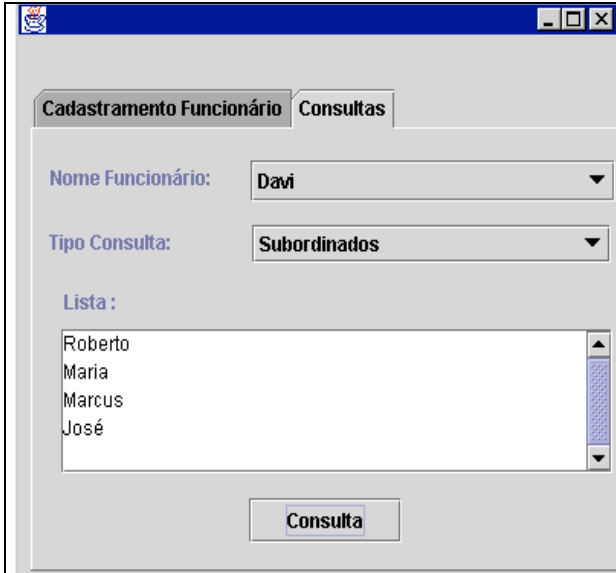 Cadastramento Funcionário Consultas
Nome Funcionário: Davi
Tipo Consulta: Subordinados
Lista :
Roberto
Maria
Marcus
José
Consulta